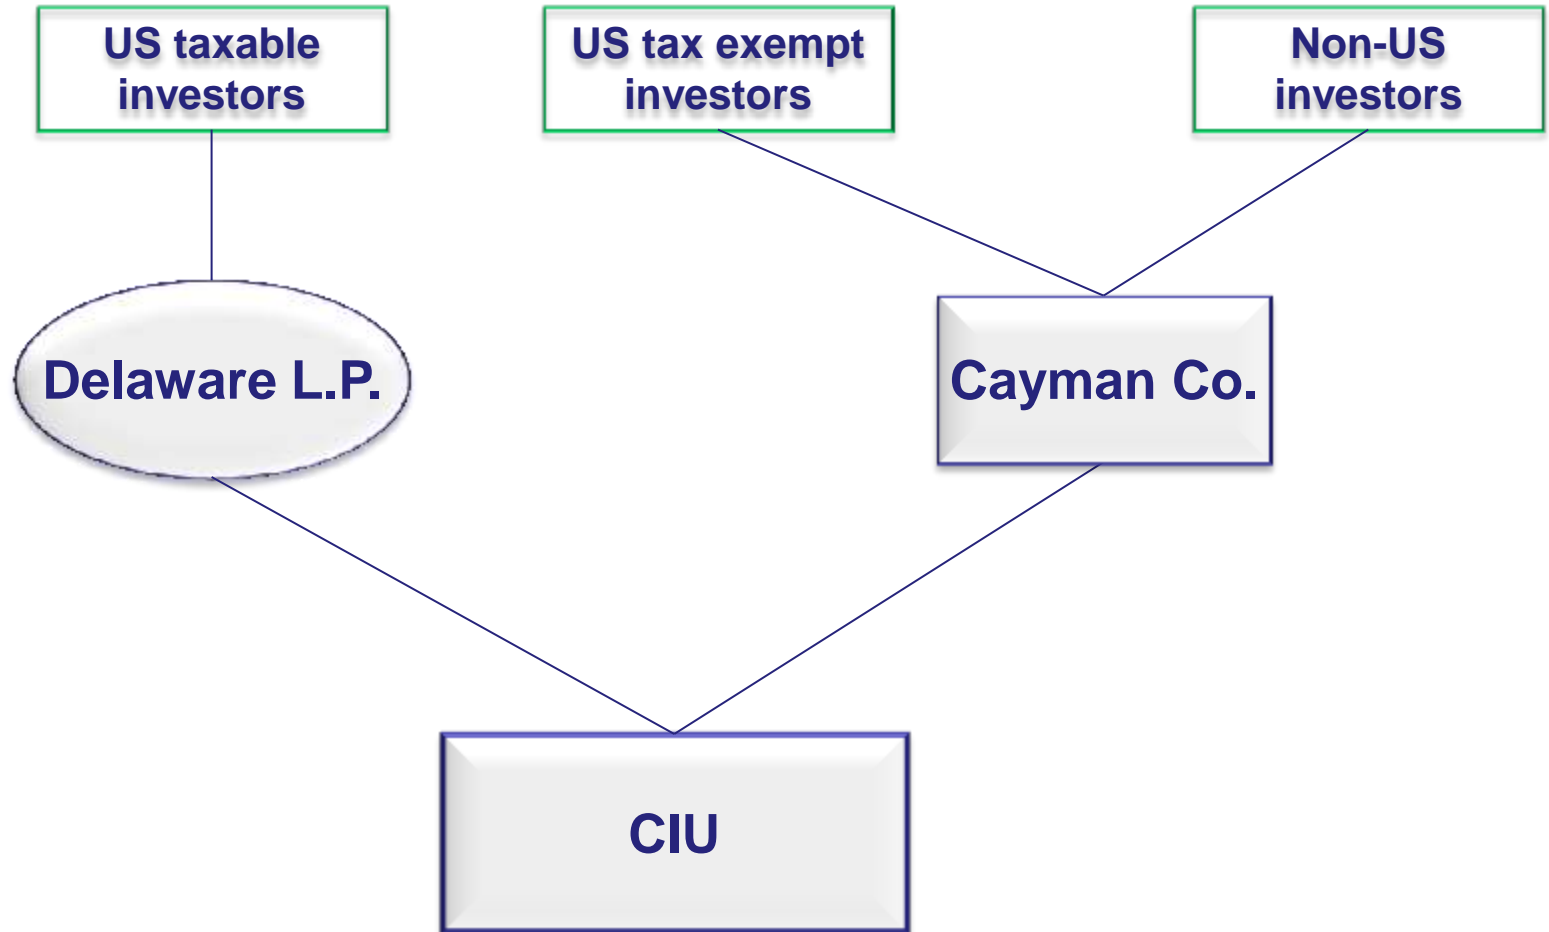 US taxable
investors
US tax exempt
investors
Non-US
investors
Delaware L.P.
Cayman Co.
CIU